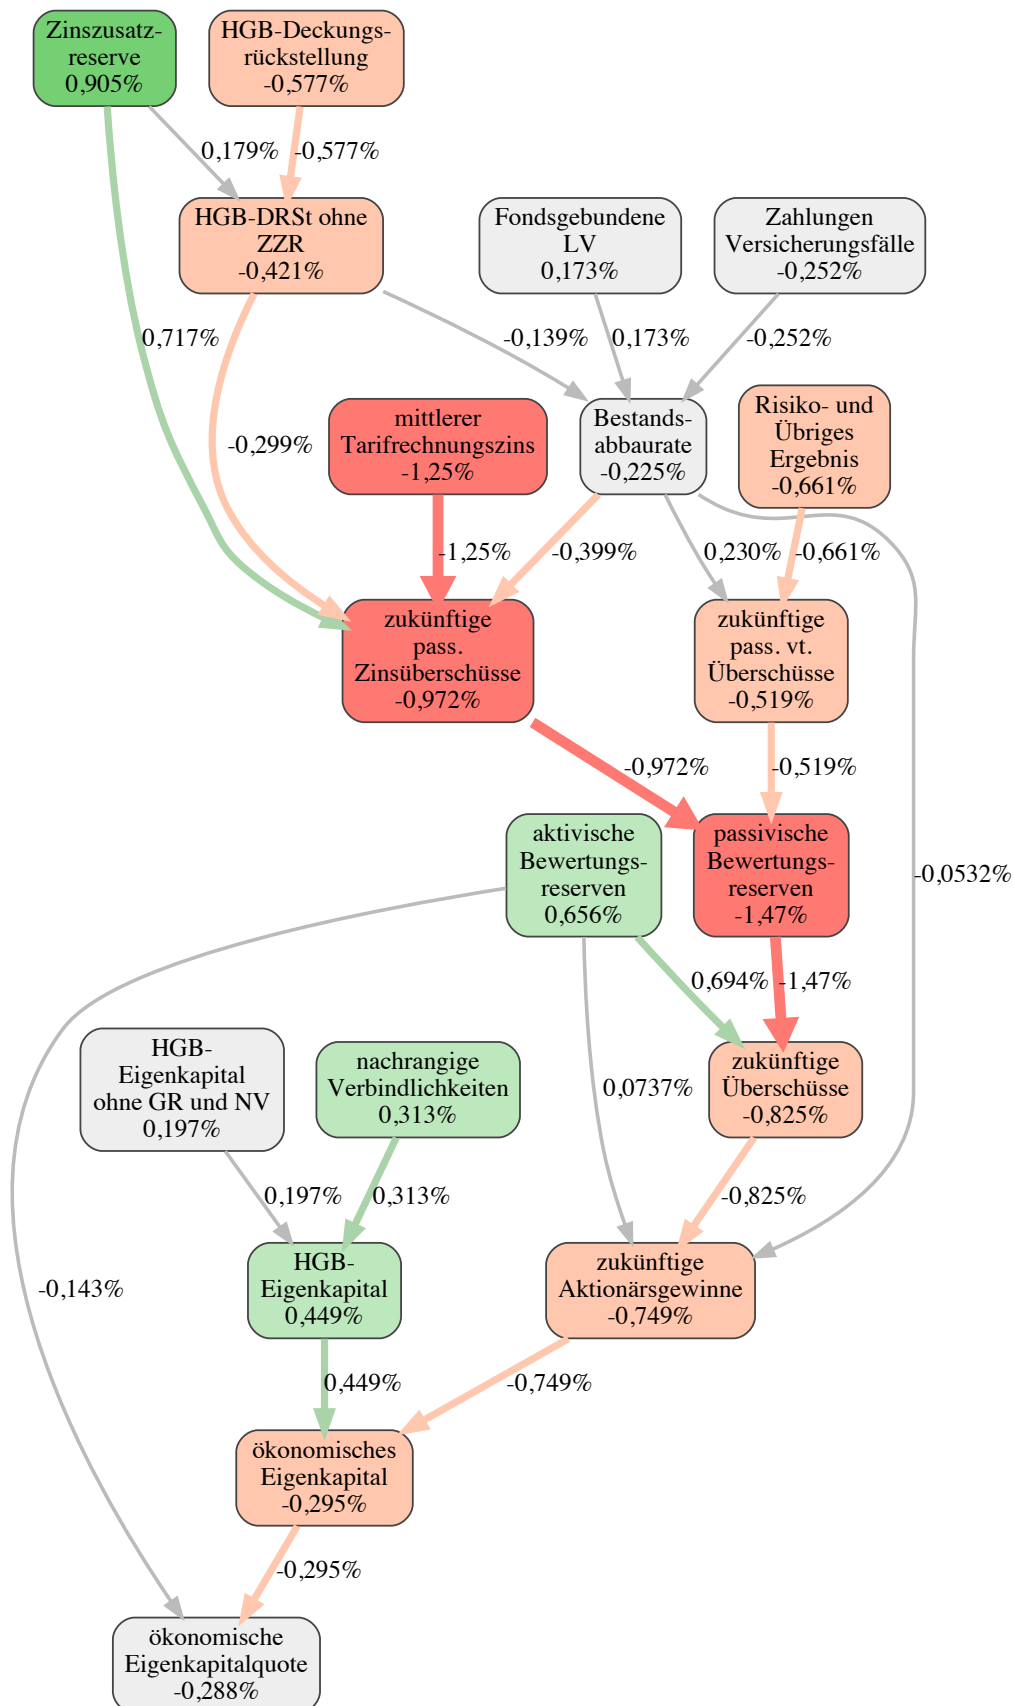 Zinszusatz-
reserve
0,905%
HGB-Deckungs-
rückstellung
-0,577%
0,179%
-0,577%
HGB-DRSt ohne
ZZR
-0,421%
Fondsgebundene
LV
0,173%
Zahlungen
Versicherungsfälle
-0,252%
0,717%
-0,139%
0,173%
-0,252%
-0,299%
mittlerer
Tarifrechnungszins
-1,25%
Bestands-
abbaurate
-0,225%
Risiko- und
Übriges
Ergebnis
-0,661%
-1,25%
-0,399%
0,230%
-0,661%
zukünftige
pass.
Zinsüberschüsse
-0,972%
zukünftige
pass. vt.
Überschüsse
-0,519%
-0,972%
-0,519%
aktivische
Bewertungs-
reserven
0,656%
passivische
Bewertungs-
reserven
-1,47%
-0,0532%
0,694%
-1,47%
HGB-
Eigenkapital
ohne GR und NV
0,197%
nachrangige
Verbindlichkeiten
0,313%
0,0737%
zukünftige
Überschüsse
-0,825%
0,197%
0,313%
-0,825%
-0,143%
HGB-
Eigenkapital
0,449%
zukünftige
Aktionärsgewinne
-0,749%
0,449%
-0,749%
ökonomisches
Eigenkapital
-0,295%
-0,295%
ökonomische
Eigenkapitalquote
-0,288%